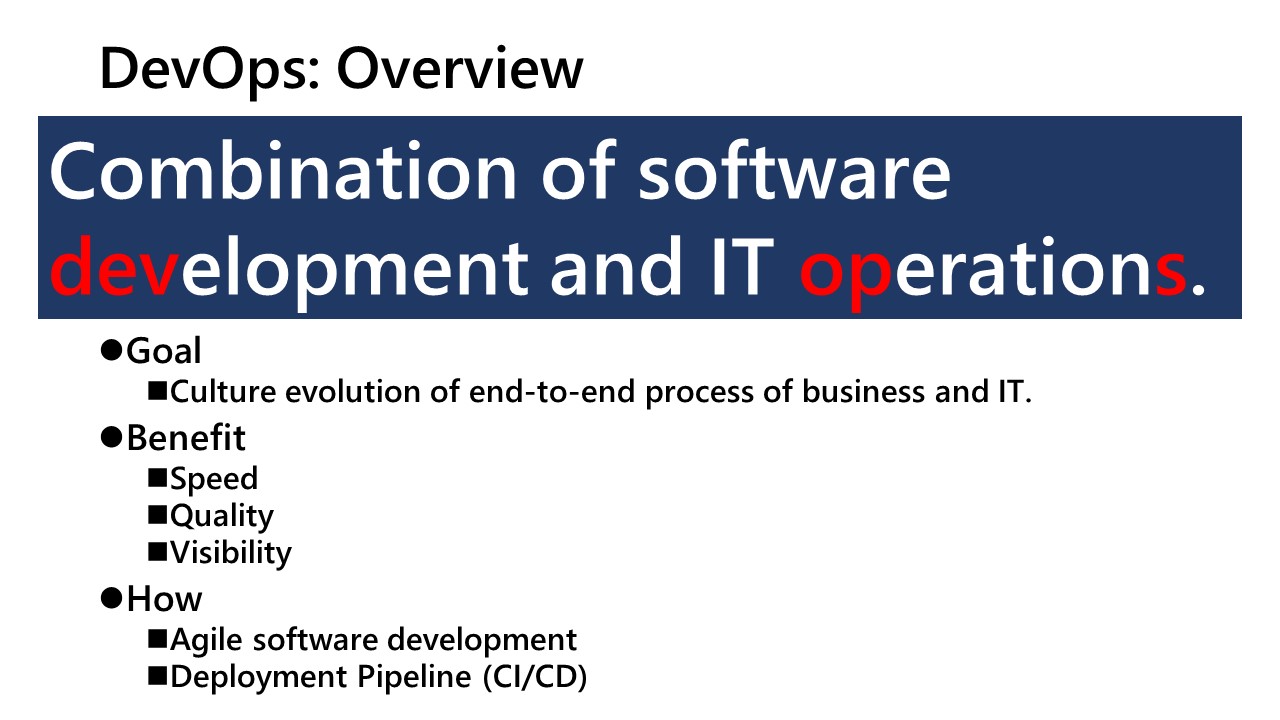 DevOps: Overview
Combination of software
development and IT operations.
●Goal
■Culture evolution of end-to-end process of business and IT.
●Benefit
■Speed
■Quality
■Visibility
●How
■Agile software development
■Deployment Pipeline (CI/CD)